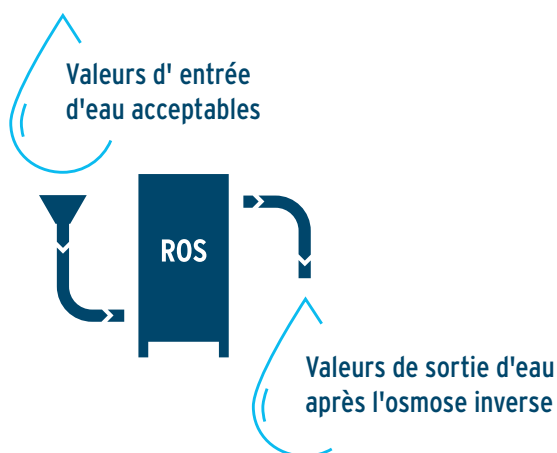 Valeurs d' entrée
d'eau acceptables
ROS
Valeurs de sortie d'eau
après l'osmose inverse